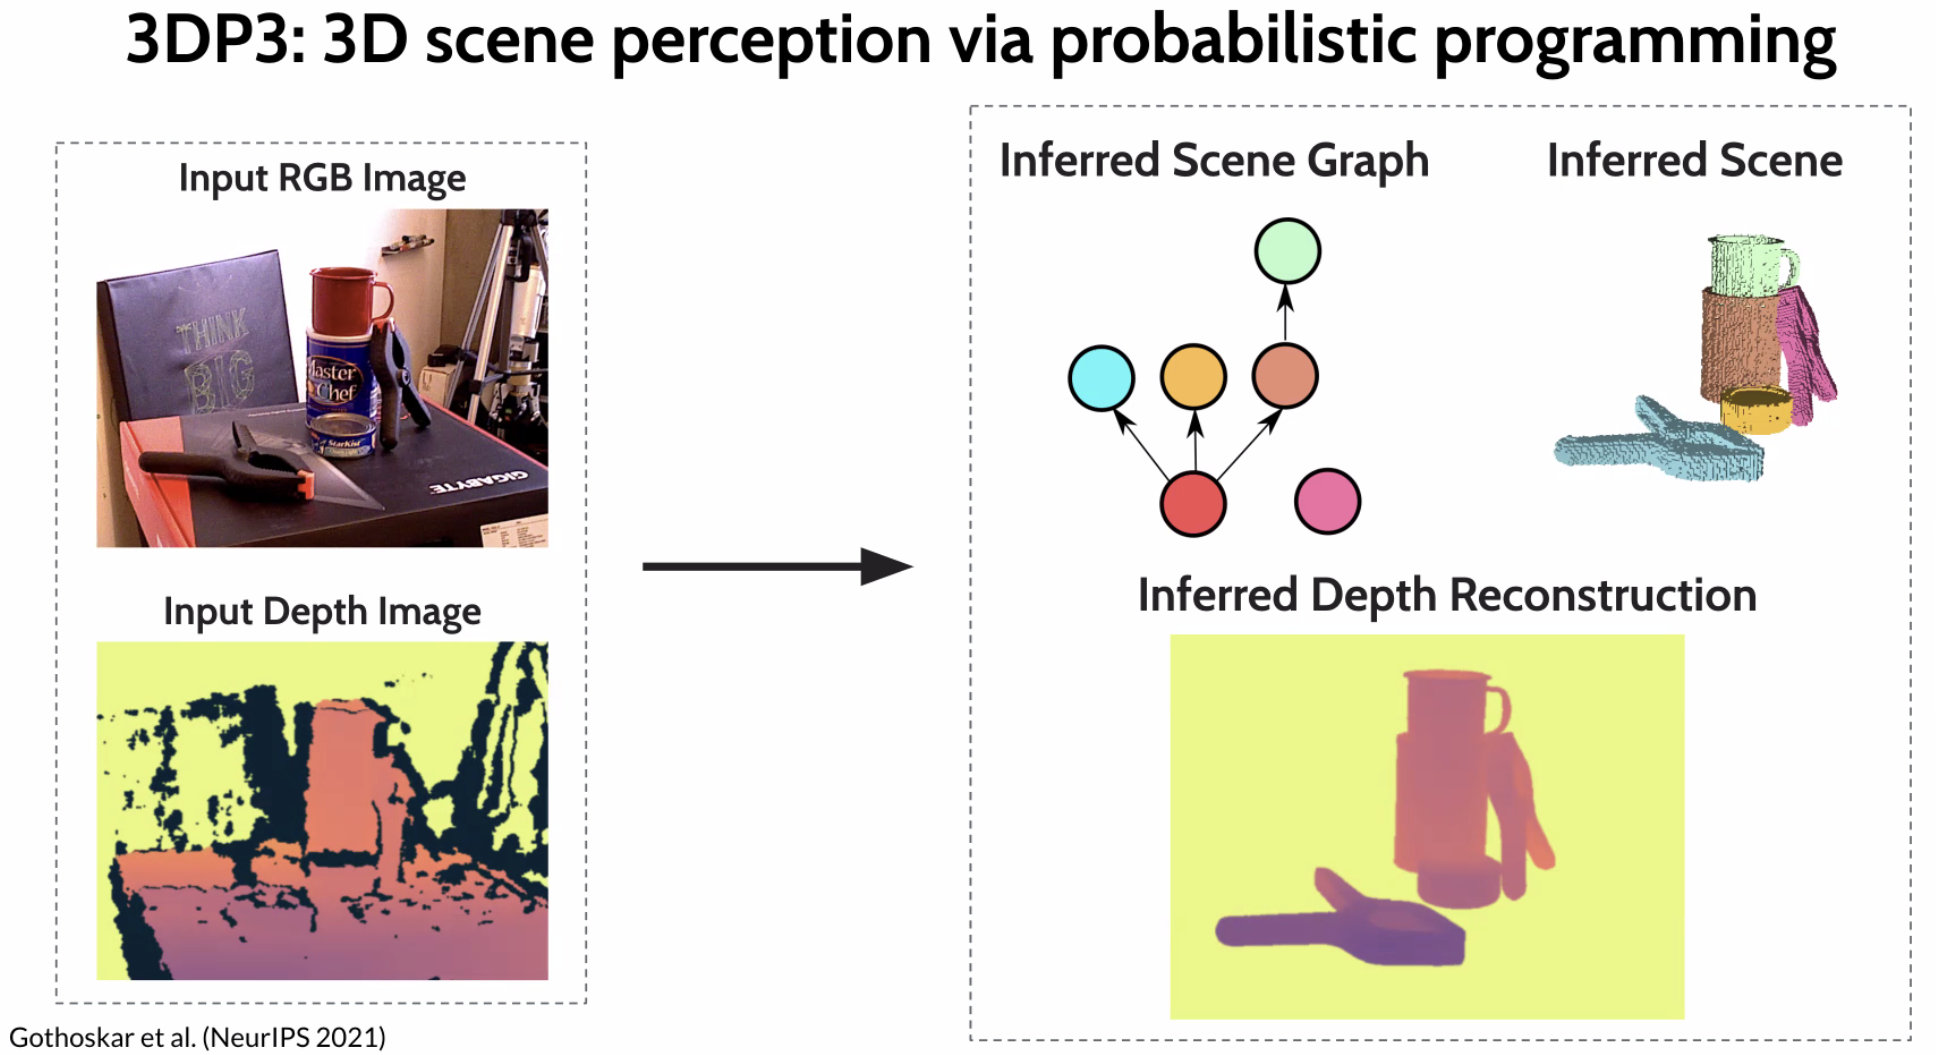 3DP3: 3D scene perception via probabilistic programming
Input RGB Image
THINK
BIG
Master
Chef
StarKist
GIGABYTE
Input Depth Image
Inferred Scene Graph
Inferred Scene
Inferred Depth Reconstruction
Gothoskar et al. (NeurIPS 2021)